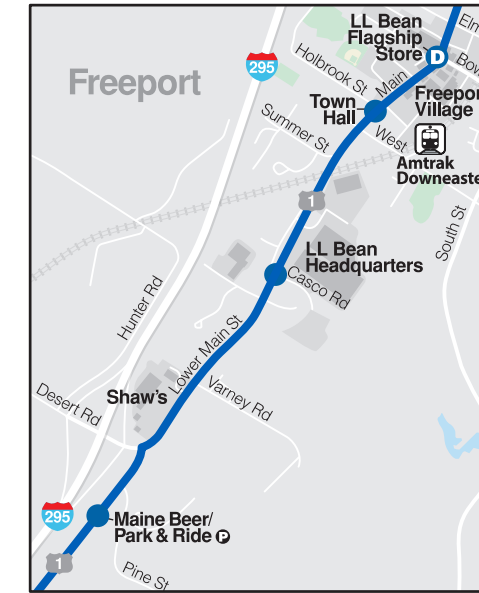 LL Bean
Flagship
Store
D
Elm
Bow
Holbrook St
Main
295
Freeport
Town
Hall
Freepor
Village
Summer St
West
Amtrak
Downeaste
1
South St
LL Bean
Headquarters
Casco Rd
Hunter Rd
Lower Main St
Shaw's
Varney Rd
Desert Rd
295
Maine Beer/
Park & Ride P
1
Pine St